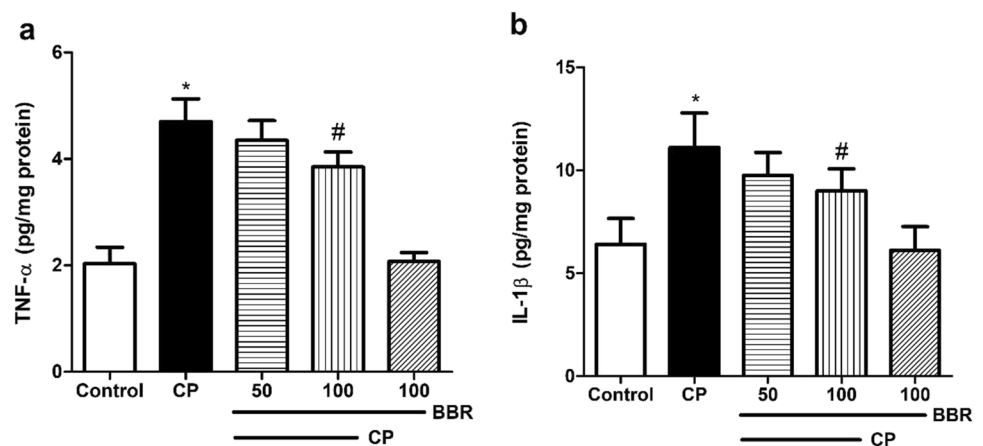 a
TNF-α (pg/mg protein)
6
4
2
0
*
#
Control CP 50 100 100
BBR
CP
b
IL-1β (pg/mg protein)
15
10
5
0
*
#
Control CP 50 100 100
BBR
CP